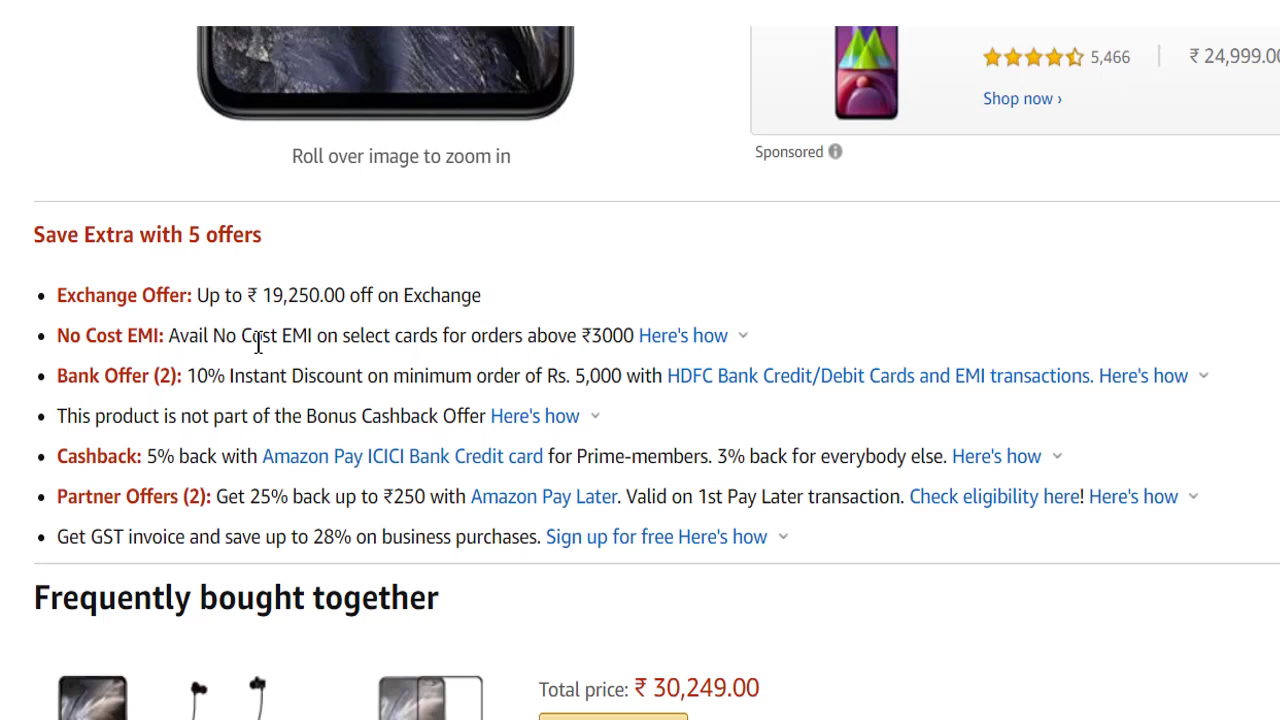 5,466
₹ 24,999.00
Shop now ›
Roll over image to zoom in
Sponsored
Save Extra with 5 offers
Exchange Offer: Up to ₹ 19,250.00 off on Exchange
No Cost EMI: Avail No Cost EMI on select cards for orders above ₹3000 Here's how
Bank Offer (2): 10% Instant Discount on minimum order of Rs. 5,000 with HDFC Bank Credit/Debit Cards and EMI transactions. Here's how
This product is not part of the Bonus Cashback Offer Here's how
Cashback: 5% back with Amazon Pay ICICI Bank Credit card for Prime-members. 3% back for everybody else. Here's how
Partner Offers (2): Get 25% back up to ₹250 with Amazon Pay Later. Valid on 1st Pay Later transaction. Check eligibility here! Here's how
Get GST invoice and save up to 28% on business purchases. Sign up for free Here's how
Frequently bought together
Total price: ₹ 30,249.00